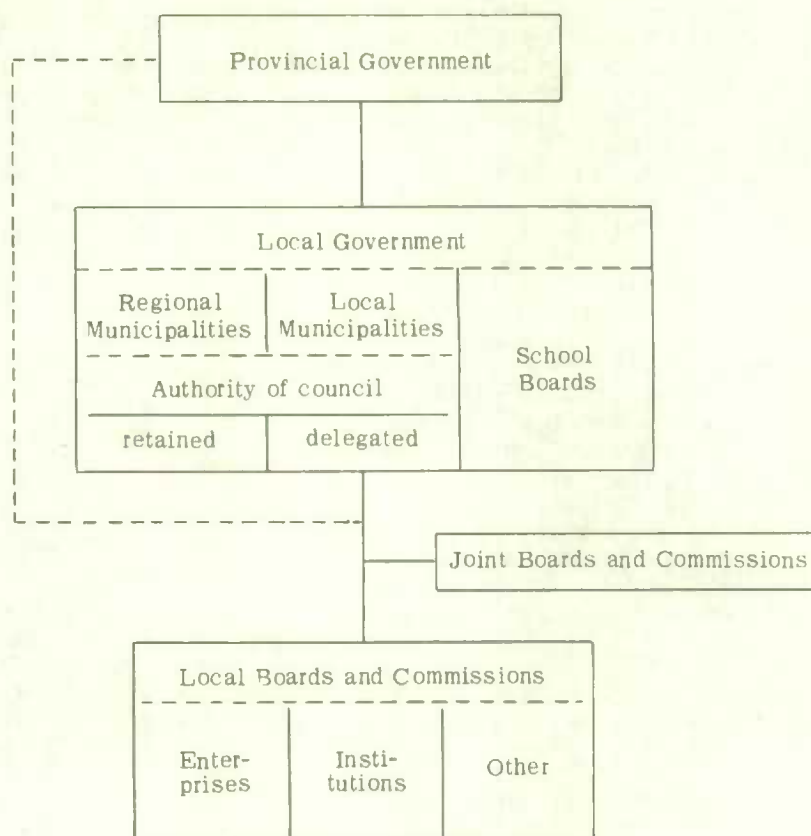 Provincial Government
Local Government
Regional
Municipalities
Local
Municipalities
School
Boards
Authority of council
retained
delegated
Joint Boards and Commissions
Local Boards and Commissions
Enter-
prises
Insti-
tutions
Other